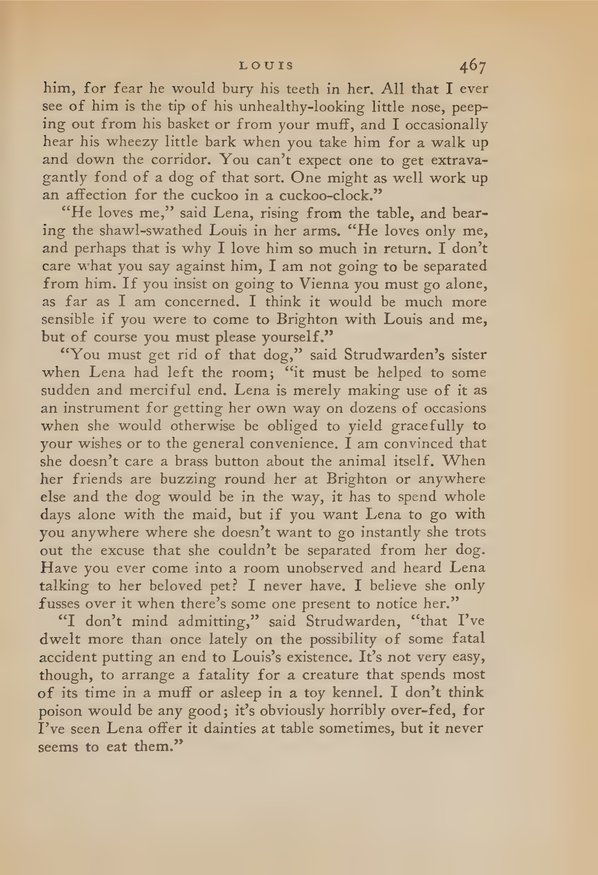 LOUIS 467
him, for fear he would bury his teeth in her. All that I ever
see of him is the tip of his unhealthy-looking little nose, peep-
ing out from his basket or from your muff, and I occasionally
hear his wheezy little bark when you take him for a walk up
and down the corridor. You can’t expect one to get extrava-
gantly fond of a dog of that sort. One might as well work up
an affection for the cuckoo in a cuckoo-clock.”
“He loves me,” said Lena, rising from the table, and bear-
ing the shawl-swathed Louis in her arms. “He loves only me,
and perhaps that is why I love him so much in return. I don’t
care what you say against him, I am not going to be separated
from him. If you insist on going to Vienna you must go alone,
as far as I am concerned. I think it would be much more
sensible if you were to come to Brighton with Louis and me,
but of course you must please yourself.”
“You must get rid of that dog,” said Strudwarden’s sister
when Lena had left the room; “it must be helped to some
sudden and merciful end. Lena is merely making use of it as
an instrument for getting her own way on dozens of occasions
when she would otherwise be obliged to yield gracefully to
your wishes or to the general convenience. I am convinced that
she doesn’t care a brass button about the animal itself. When
her friends are buzzing round her at Brighton or anywhere
else and the dog would be in the way, it has to spend whole
days alone with the maid, but if you want Lena to go with
you anywhere where she doesn’t want to go instantly she trots
out the excuse that she couldn’t be separated from her dog.
Have you ever come into a room unobserved and heard Lena
talking to her beloved pet? I never have. I believe she only
fusses over it when there’s some one present to notice her.”
“I don’t mind admitting,” said Strudwarden, “that I’ve
dwelt more than once lately on the possibility of some fatal
accident putting an end to Louis’s existence. It’s not very easy,
though, to arrange a fatality for a creature that spends most
of its time in a muff or asleep in a toy kennel. I don’t think
poison would be any good; it’s obviously horribly over-fed, for
I’ve seen Lena offer it dainties at table sometimes, but it never
seems to eat them.”